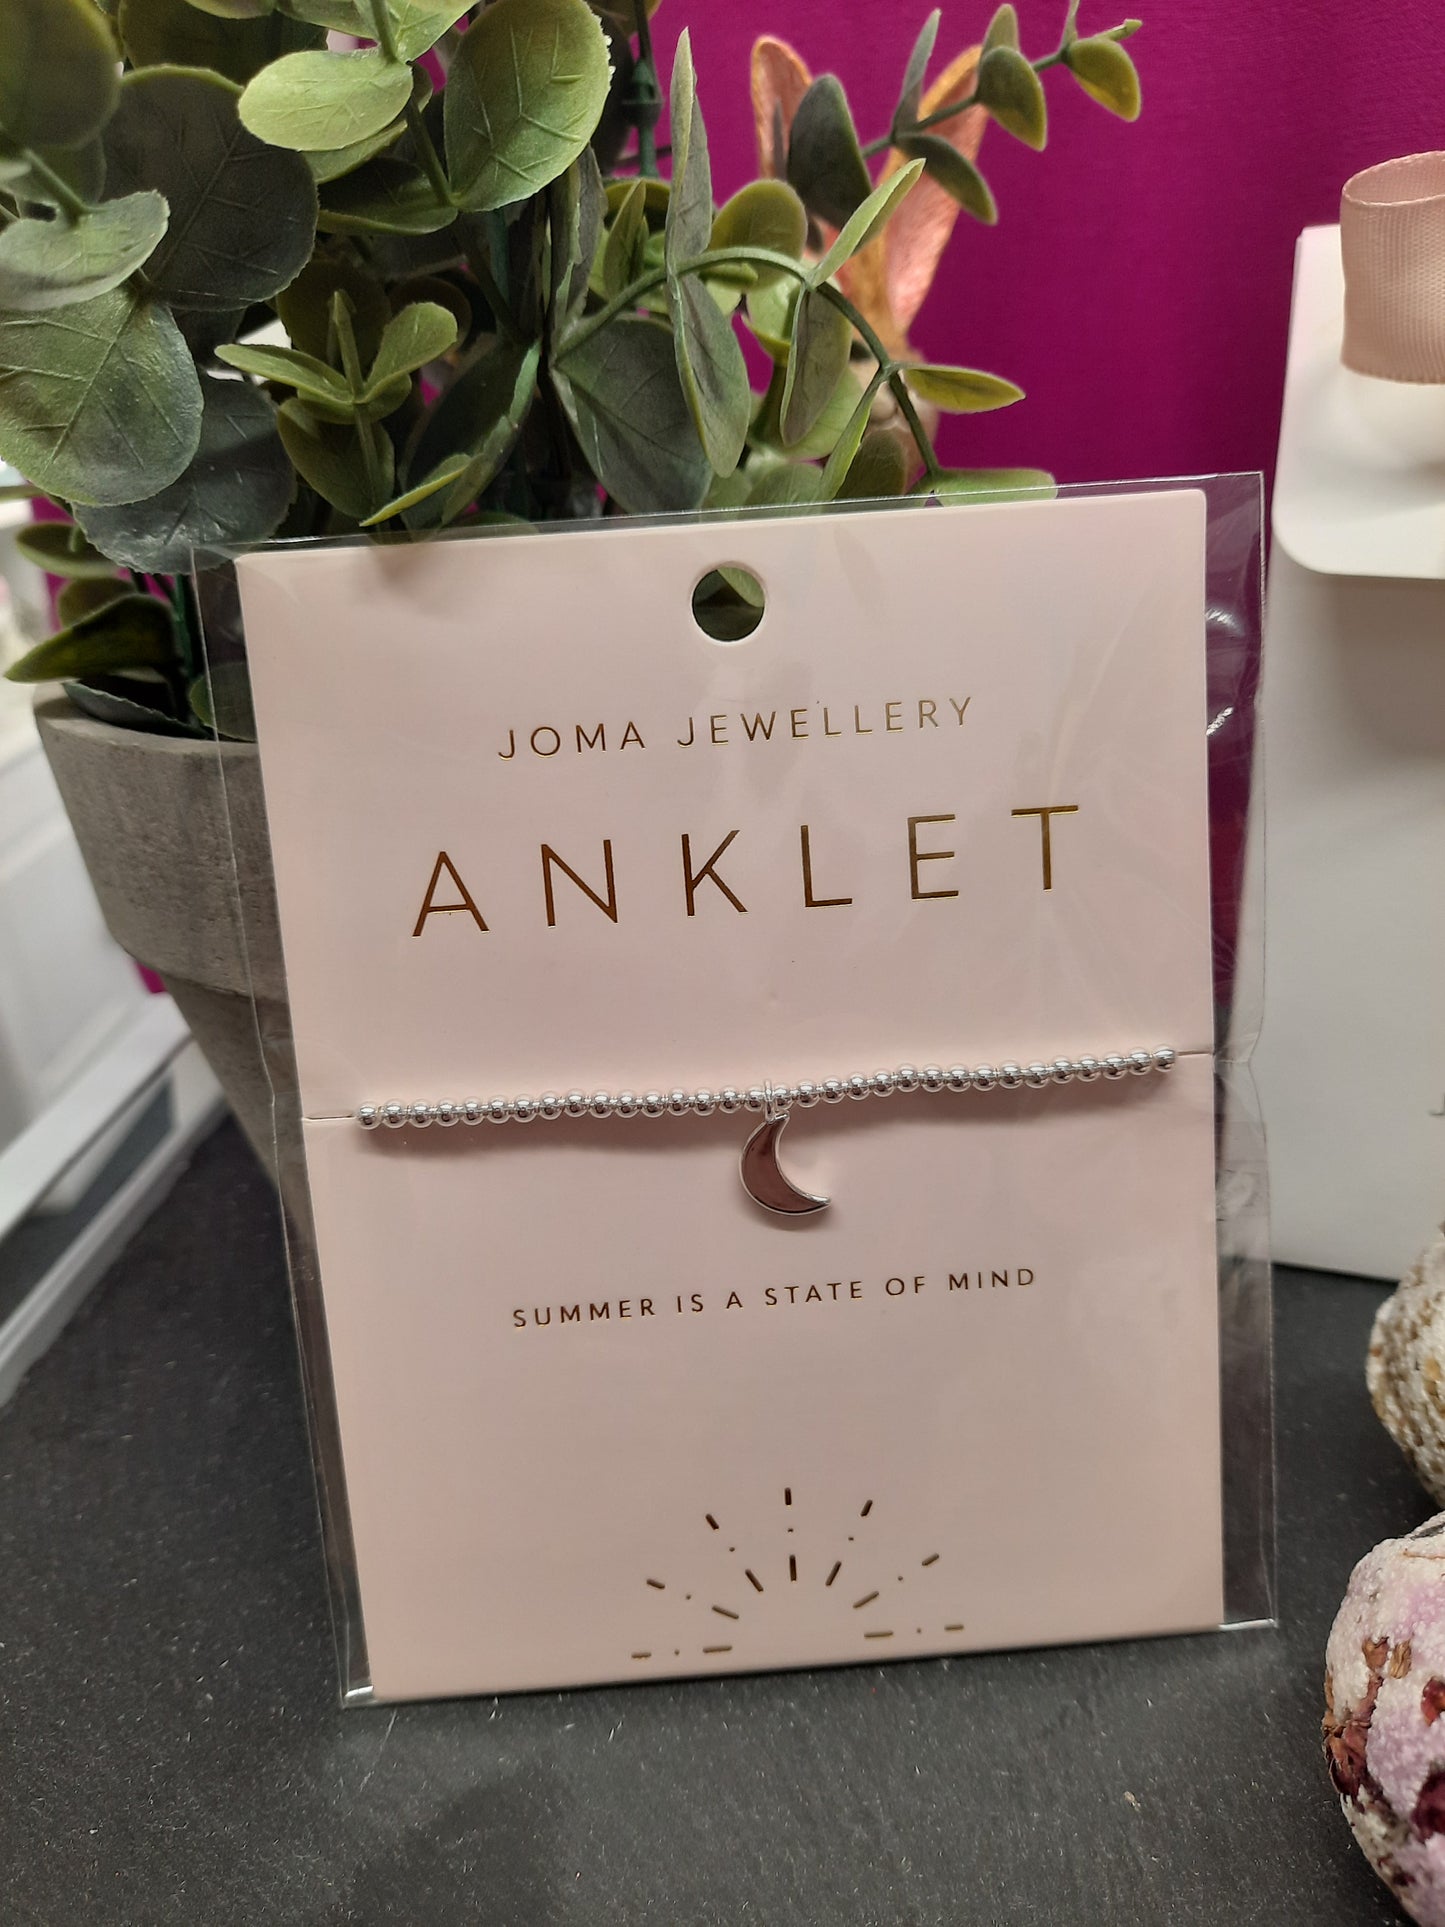 JOMA JEWELLERY
ANKLET
SUMMER IS A STATE OF MIND